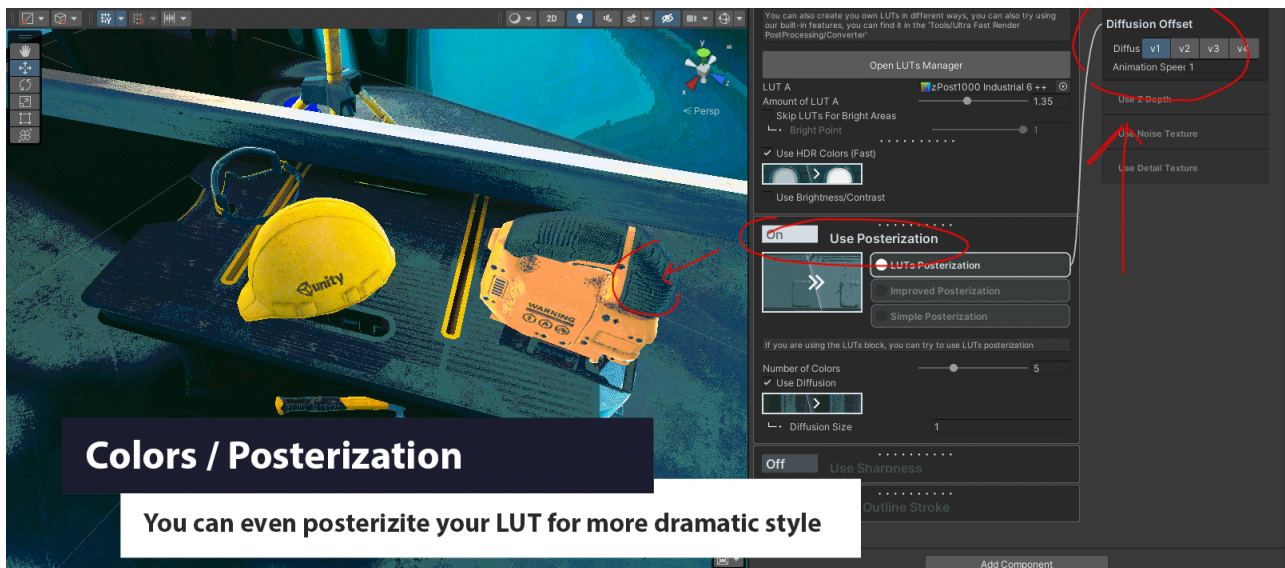 2D
You can also create you own LUTs in different ways, you can also try using
our built-in features, you can find it in the 'Tools/Ultra Fast Render
PostProcessing/Converter'
Open LUTs Manager
LUT A
zPost1000 Industrial 6 ++
Amount of LUT A
1.35
Skip LUTs For Bright Areas
Bright Point
1
Use HDR Colors (Fast)
Use Brightness/Contrast
On
Use Posterization
LUTs Posterization
Improved Posterization
Simple Posterization
If you are using the LUTs block, you can try to use LUTs posterization
Number of Colors
5
Use Diffusion
Diffusion Size
1
Off
Use Sharpness
Outline Stroke
Add Component
Diffusion Offset
Diffus v1 v2 v3 v4
Animation Speed 1
Use Z Depth
Use Noise Texture
Use Detail Texture
y
x
z
Persp
unity
WARNING
Colors / Posterization
You can even posterizite your LUT for more dramatic style